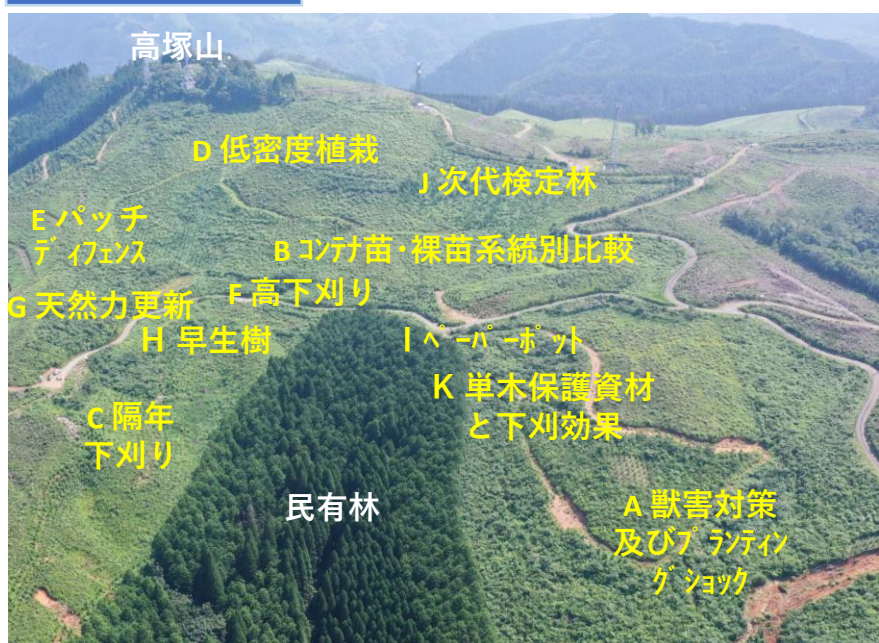 高塚山
D 低密度植栽
J 次代検定林
E パッチ
ディフェンス
B ｺﾝﾃﾅ苗･裸苗系統別比較
G 天然力更新
F 高下刈り
H 早生樹
I ﾍﾟｰﾊﾟｰﾎﾟｯﾄ
K 単木保護資材
と下刈効果
C 隔年
下刈り
民有林
A 獣害対策
及びﾌﾟﾗﾝﾃｨﾝ
ｸﾞｼｮｯｸ